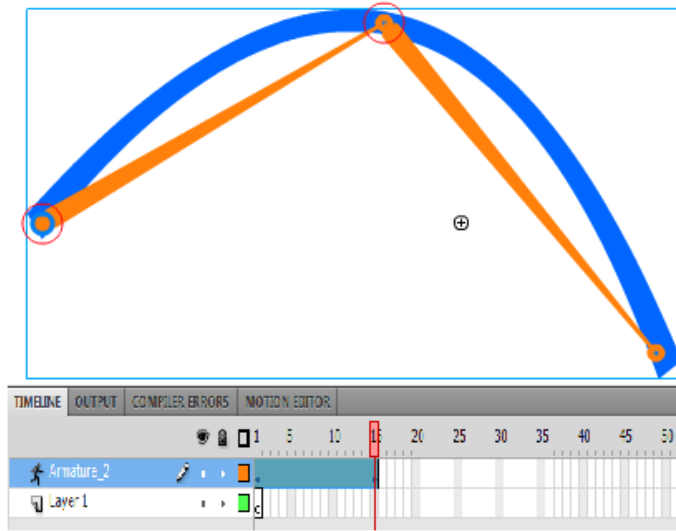 TIMELINE OUTPUT COMPILER ERRORS MOTION EDITOR
1 5 10 15 20 25 30 35 40 45 50
Armature_2
Layer 1